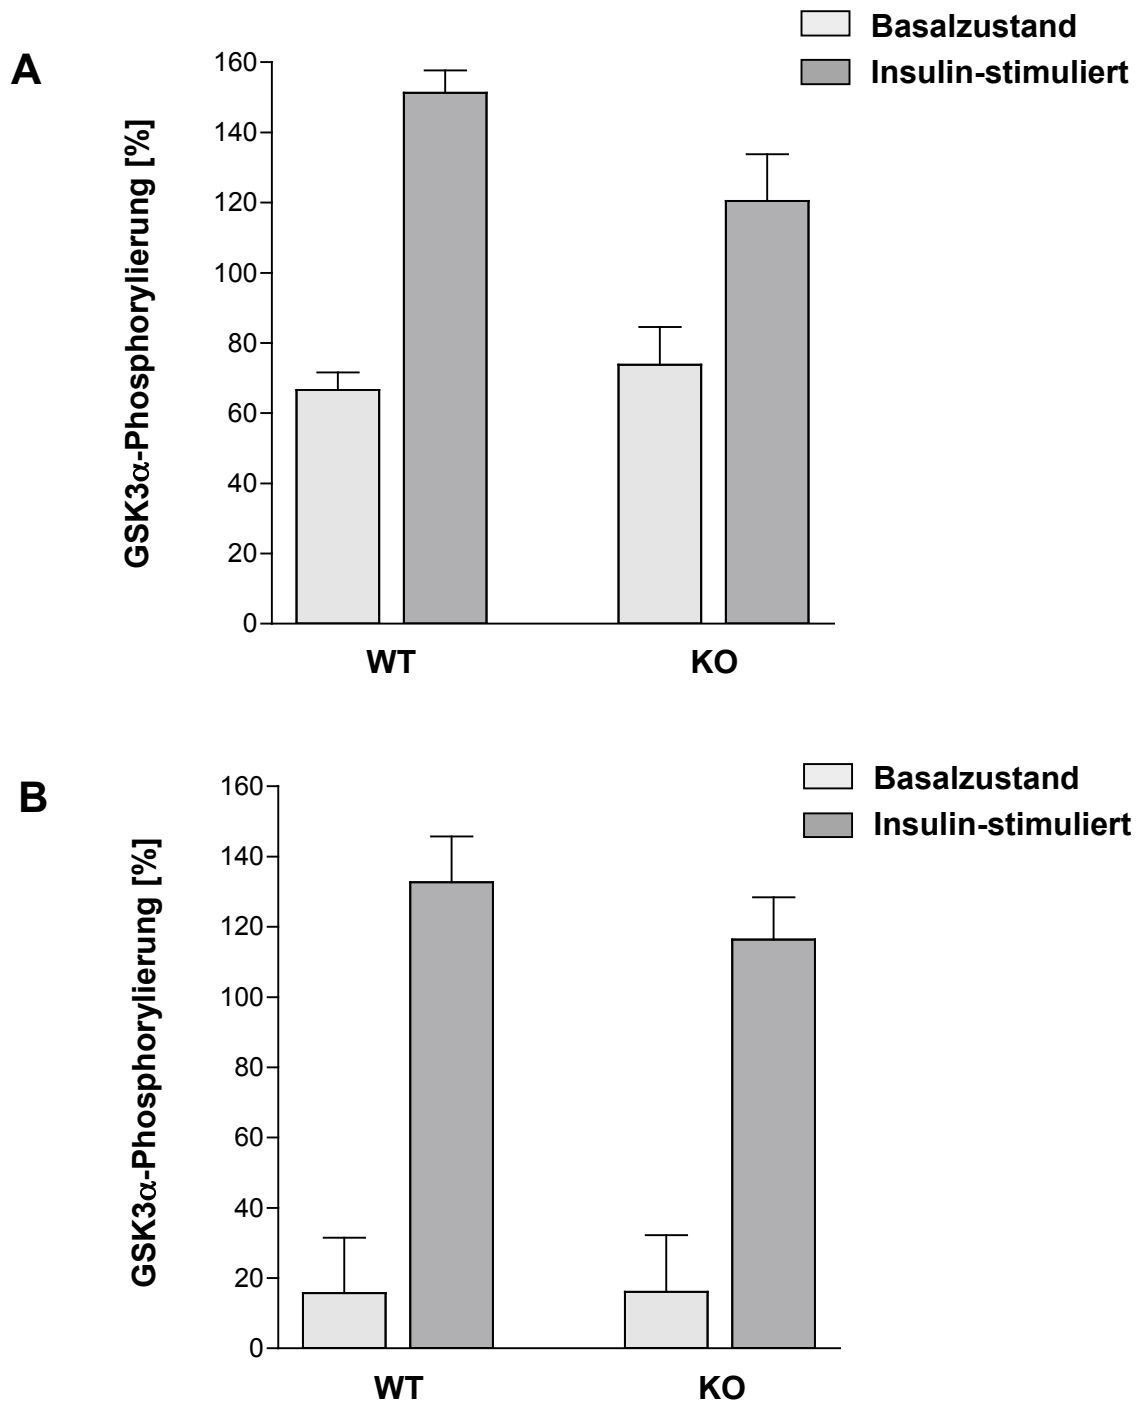 A
Basalzustand
Insulin-stimuliert
GSK3α-Phosphorylierung [%]
160
140
120
100
80
60
40
20
0
WT KO
B
Basalzustand
Insulin-stimuliert
GSK3α-Phosphorylierung [%]
160
140
120
100
80
60
40
20
0
WT KO